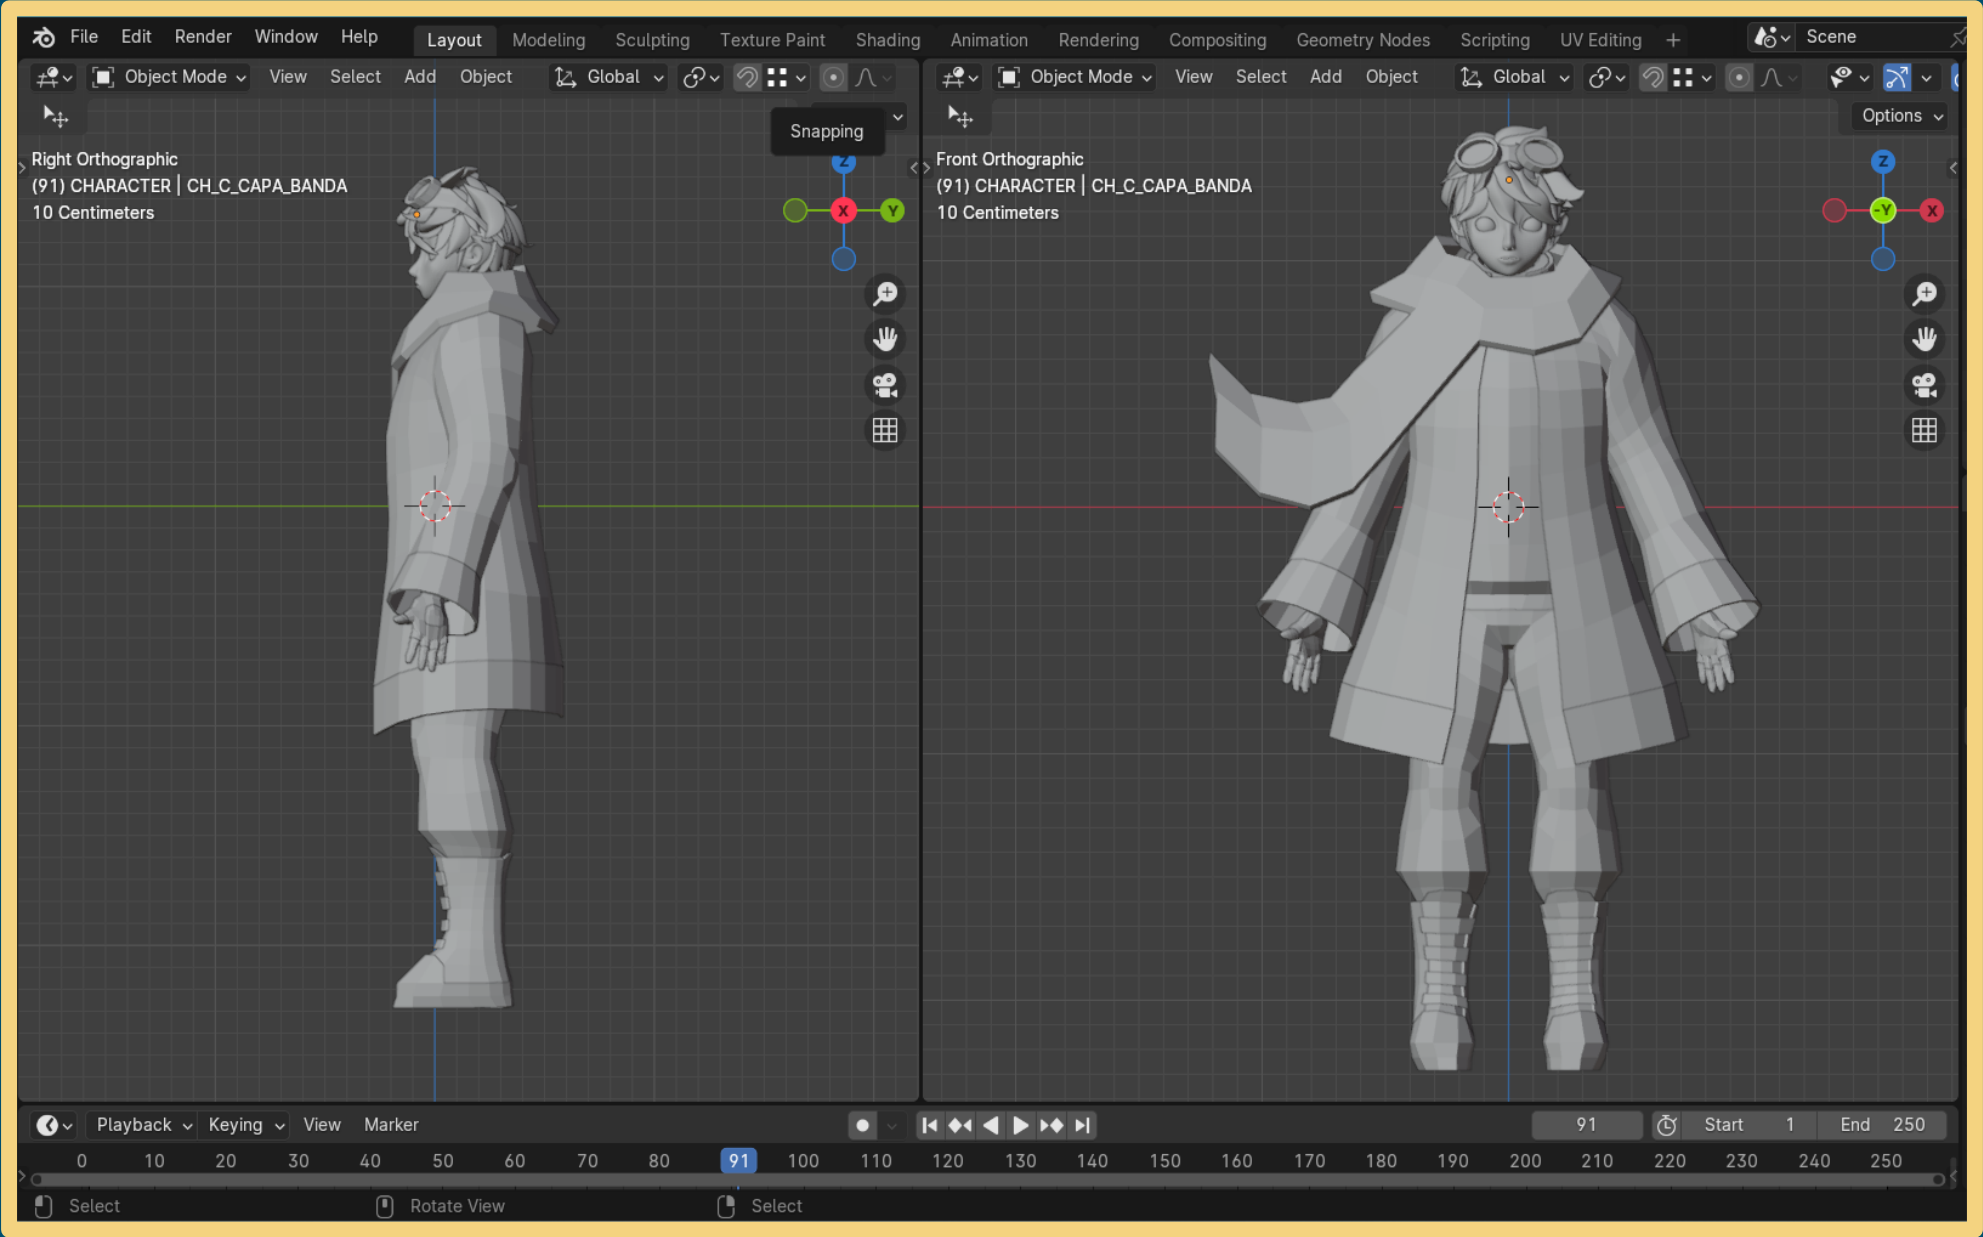 File Edit Render Window Help Layout Modeling Sculpting Texture Paint Shading Animation Rendering Compositing Geometry Nodes Scripting UV Editing + Scene
Object Mode View Select Add Object Global
Object Mode View Select Add Object Global
Snapping
Options
Right Orthographic
(91) CHARACTER | CH_C_CAPA_BANDA
10 Centimeters
Z
X
Y
Front Orthographic
(91) CHARACTER | CH_C_CAPA_BANDA
10 Centimeters
Z
-Y
X
Playback Keying View Marker 91 Start 1 End 250
0 10 20 30 40 50 60 70 80 91 100 110 120 130 140 150 160 170 180 190 200 210 220 230 240 250
Select Rotate View Select